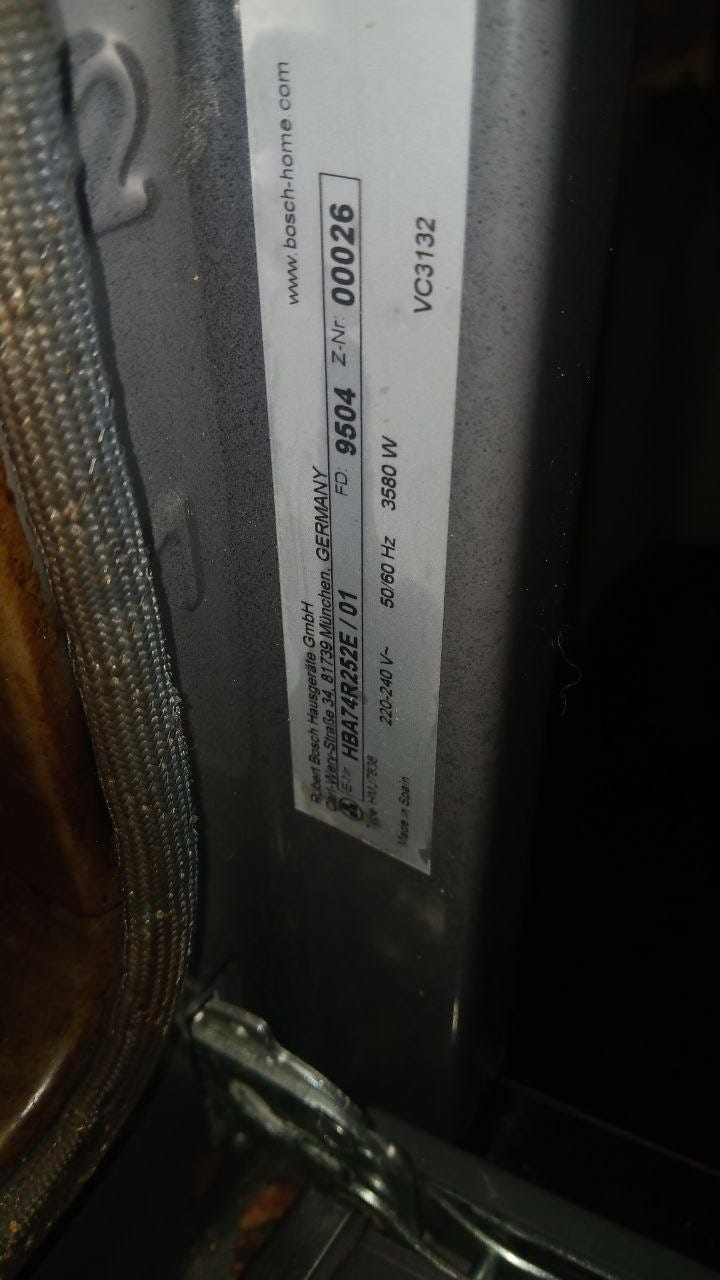 www.bosch-home.com
Robert Bosch Hausgeräte GmbH
Carl-Wery-Straße 34, 81739 München, GERMANY
E-Nr. HBA74R252E / 01 FD: 9504 Z-Nr: 00026
Type 220-240 V~ 50/60 Hz 3580 W
Made in Spain
VC3132